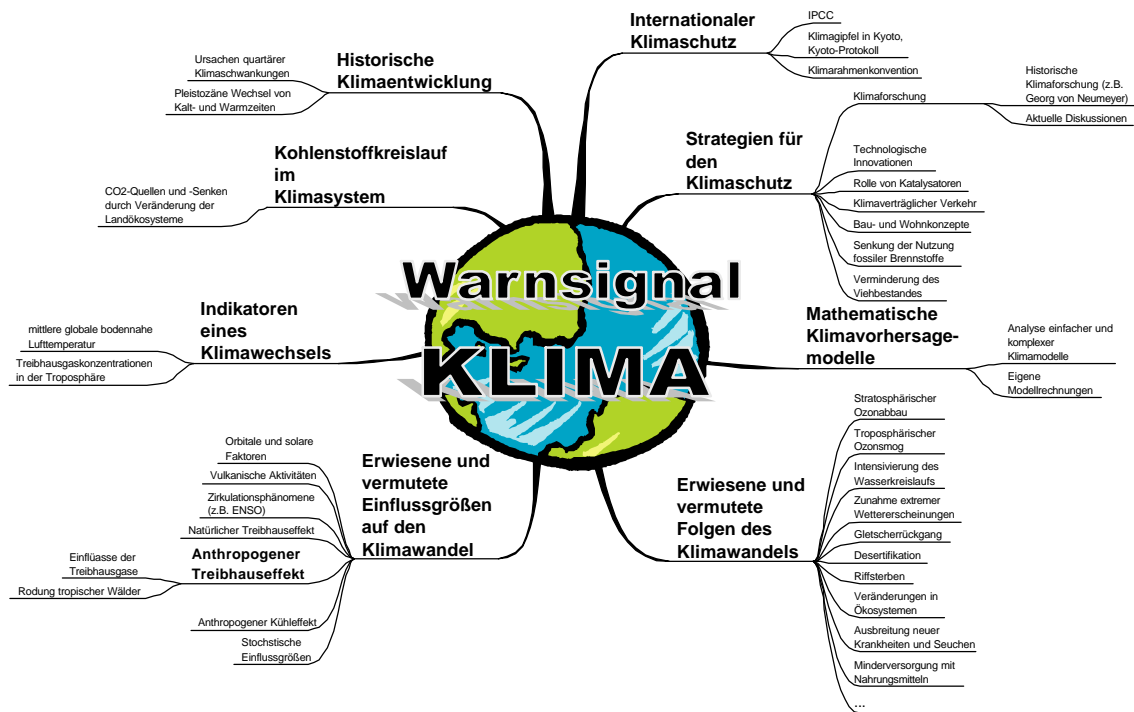 Warnsignal
KLIMA
Internationaler
Klimaschutz
IPCC
Klimagipfel in Kyoto,
Kyoto-Protokoll
Klimarahmenkonvention
Strategien für
den
Klimaschutz
Klimaforschung
Historische
Klimaforschung (z.B.
Georg von Neumeyer)
Aktuelle Diskussionen
Technologische
Innovationen
Rolle von Katalysatoren
Klimaverträglicher Verkehr
Bau- und Wohnkonzepte
Senkung der Nutzung
fossiler Brennstoffe
Verminderung des
Viehbestandes
Mathematische
Klimavorhersage-
modelle
Analyse einfacher und
komplexer
Klimamodelle
Eigene
Modellrechnungen
Erwiesene und
vermutete
Folgen des
Klimawandels
Stratosphärischer
Ozonabbau
Troposphärischer
Ozonsmog
Intensivierung des
Wasserkreislaufs
Zunahme extremer
Wettererscheinungen
Gletscherrückgang
Desertifikation
Riffsterben
Veränderungen in
Ökosystemen
Ausbreitung neuer
Krankheiten und Seuchen
Minderversorgung mit
Nahrungsmitteln
...
Erwiesene und
vermutete
Einflussgrößen
auf den
Klimawandel
Orbitale und solare
Faktoren
Vulkanische Aktivitäten
Zirkulationsphänomene
(z.B. ENSO)
Natürlicher Treibhauseffekt
Anthropogener
Treibhauseffekt
Einflüasse der
Treibhausgase
Rodung tropischer Wälder
Anthropogener Kühleffekt
Stochstische
Einflussgrößen
Indikatoren
eines
Klimawechsels
mittlere globale bodennahe
Lufttemperatur
Treibhausgaskonzentrationen
in der Troposphäre
Kohlenstoffkreislauf
im
Klimasystem
CO2-Quellen und -Senken
durch Veränderung der
Landökosysteme
Historische
Klimaentwicklung
Ursachen quartärer
Klimaschwankungen
Pleistozäne Wechsel von
Kalt- und Warmzeiten